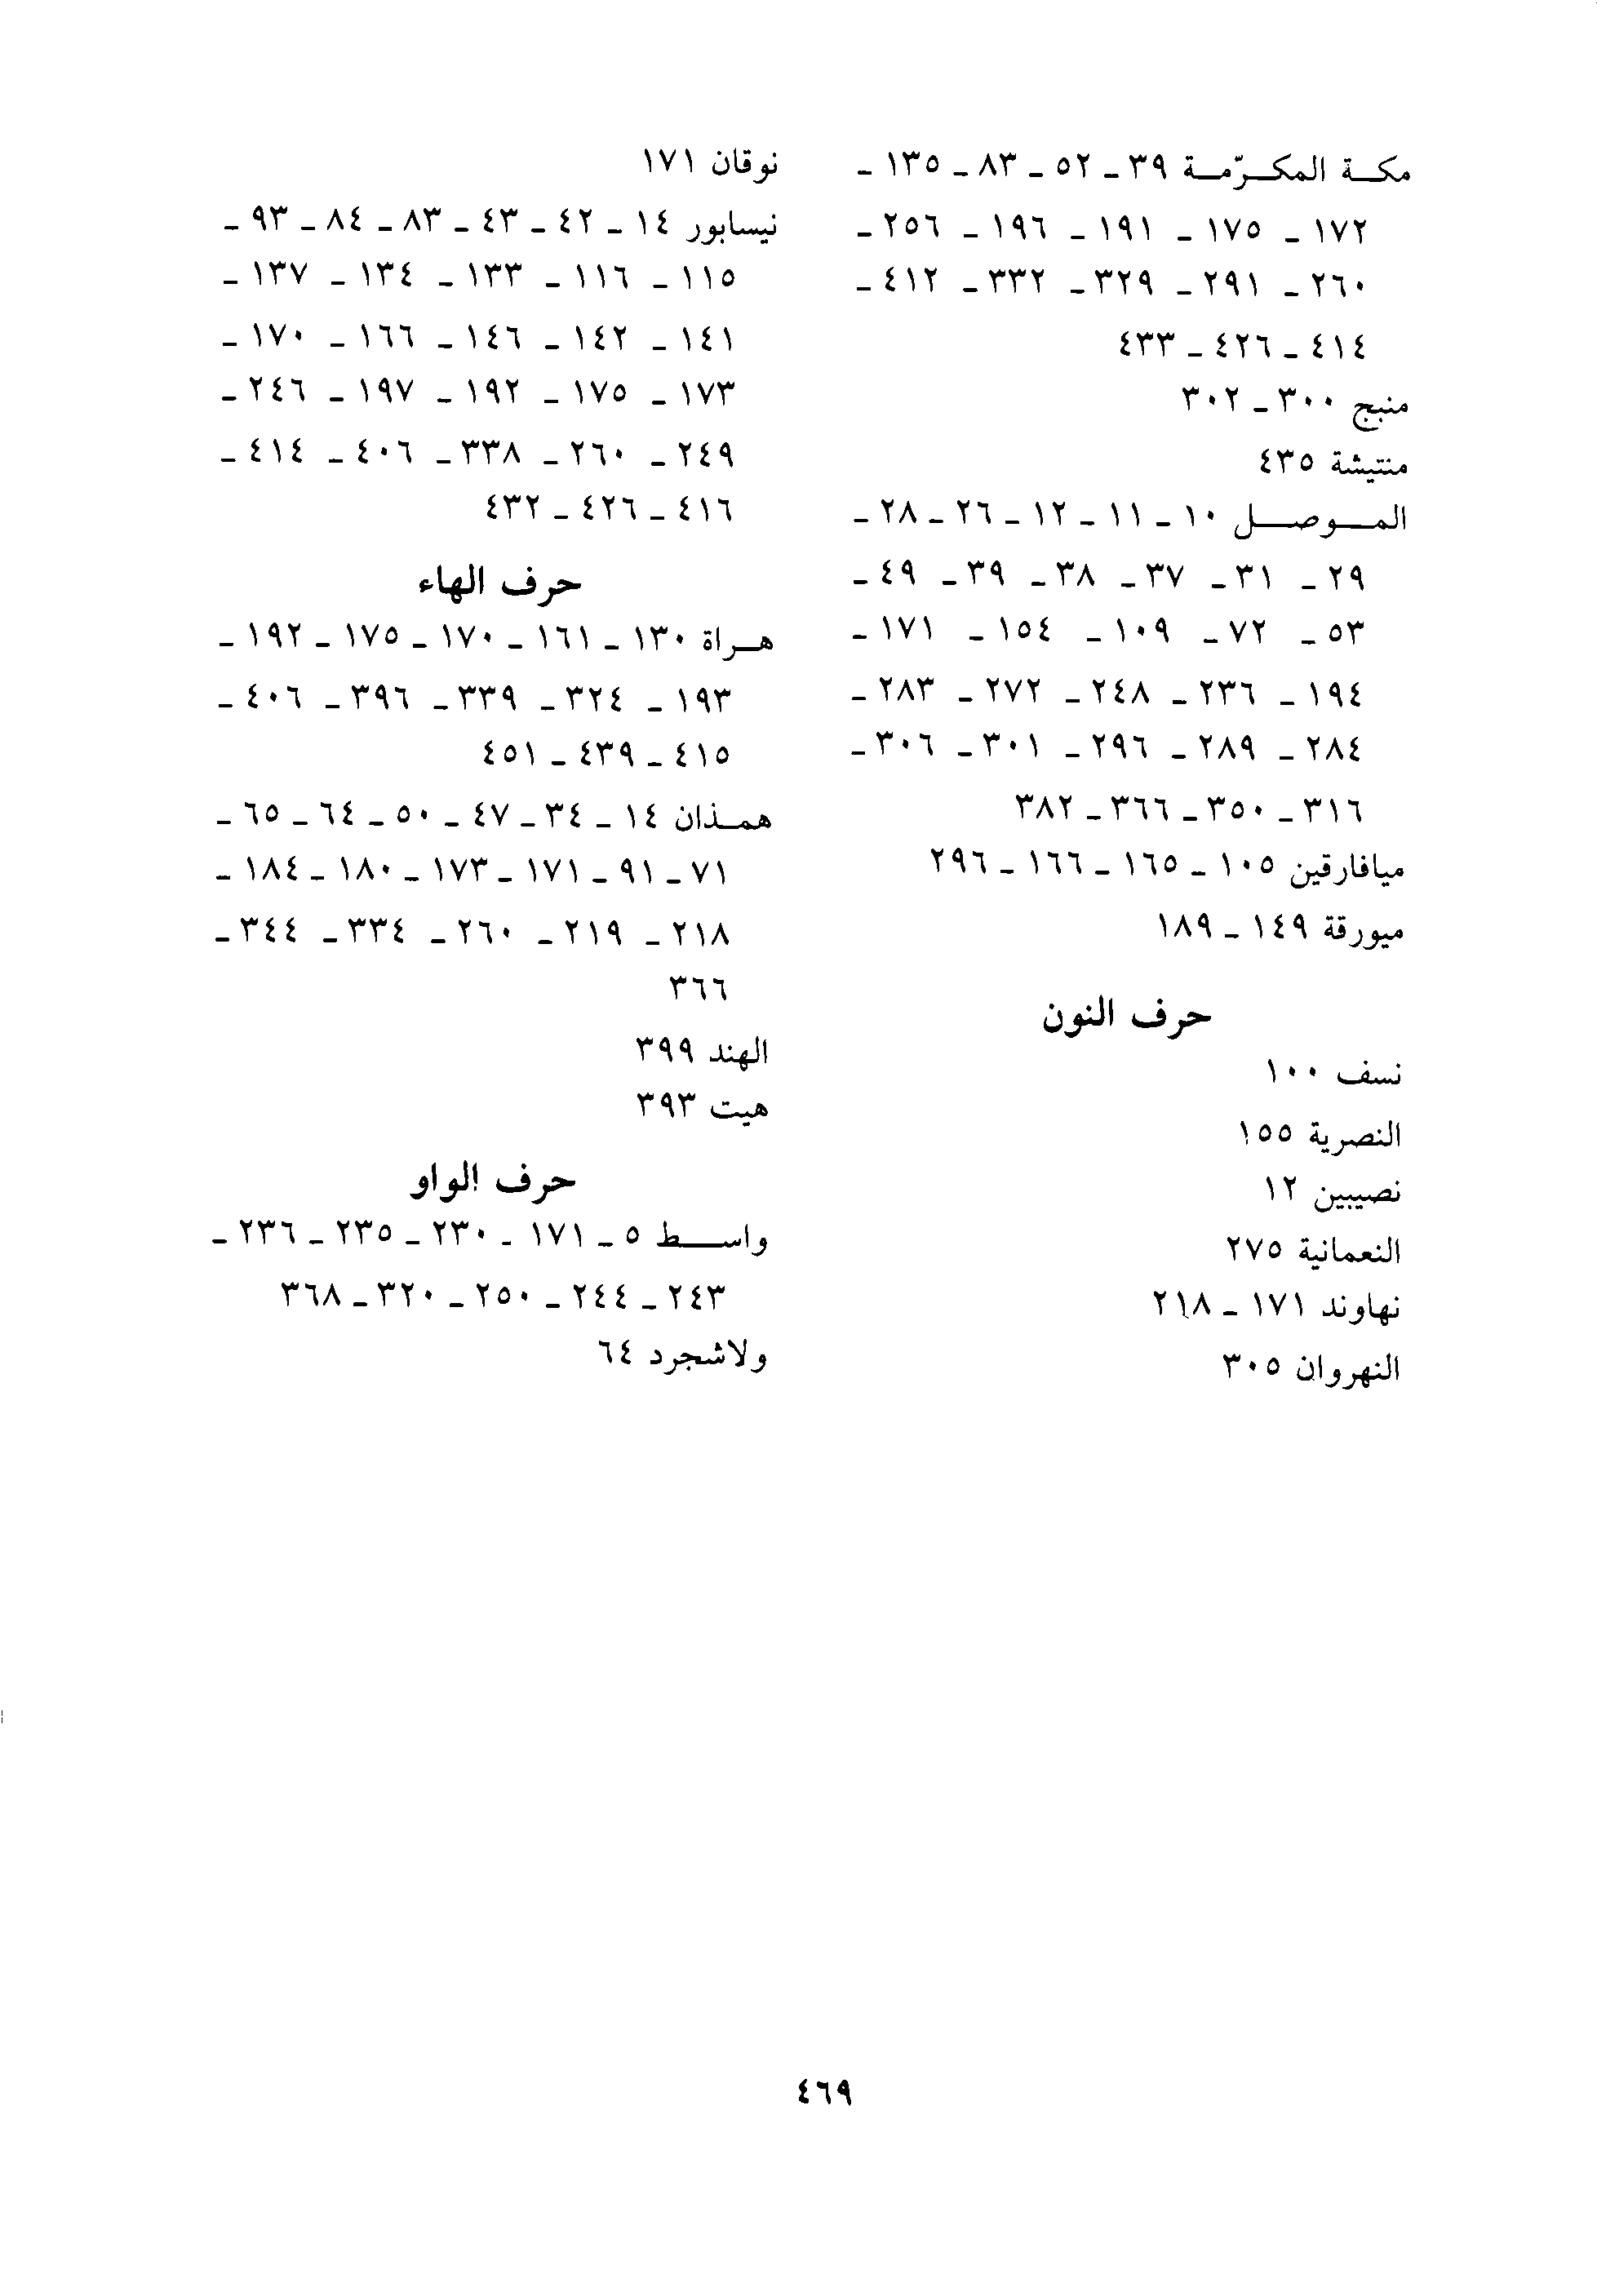 مكة المكرّمة ٣٩ ـ ٥٢ ـ ٨٣ ـ ١٣٥ ـ
١٧٢ ـ ١٧٥ ـ ١٩١ ـ ١٩٦ ـ ٢٥٦ ـ
٢٦٠ ـ ٢٩١ ـ ٣٢٩ ـ ٣٣٢ ـ ٤١٢ ـ
٤١٤ ـ ٤٢٦ ـ ٤٣٣
منبج ٣٠٠ ـ ٣٠٢
منتيشة ٤٣٥
الموصل ١٠ ـ ١١ ـ ١٢ ـ ٢٦ ـ ٢٨ ـ
٢٩ ـ ٣١ ـ ٣٧ ـ ٣٨ ـ ٣٩ ـ ٤٩ ـ
٥٣ ـ ٧٢ ـ ١٠٩ ـ ١٥٤ ـ ١٧١ ـ
١٩٤ ـ ٢٣٦ ـ ٢٤٨ ـ ٢٧٢ ـ ٢٨٣ ـ
٢٨٤ ـ ٢٨٩ ـ ٢٩٦ ـ ٣٠١ ـ ٣٠٦ ـ
٣١٦ ـ ٣٥٠ ـ ٣٦٦ ـ ٣٨٢
ميافارقين ١٠٥ ـ ١٦٥ ـ ١٦٦ ـ ٢٩٦
ميورقة ١٤٩ ـ ١٨٩
حرف النون
نسف ١٠٠
النصرية ١٥٥
نصيبين ١٢
النعمانية ٢٧٥
نهاوند ١٧١ ـ ٢١٨
النهروان ٣٠٥
نوقان ١٧١
نيسابور ١٤ ـ ٤٢ ـ ٤٣ ـ ٨٣ ـ ٨٤ ـ ٩٣ ـ
١١٥ ـ ١١٦ ـ ١٣٣ ـ ١٣٤ ـ ١٣٧ ـ
١٤١ ـ ١٤٢ ـ ١٤٦ ـ ١٦٦ ـ ١٧٠ ـ
١٧٣ ـ ١٧٥ ـ ١٩٢ ـ ١٩٧ ـ ٢٤٦ ـ
٢٤٩ ـ ٢٦٠ ـ ٣٣٨ ـ ٤٠٦ ـ ٤١٤ ـ
٤١٦ ـ ٤٢٦ ـ ٤٣٢
حرف الهاء
هراة ١٣٠ ـ ١٦١ ـ ١٧٠ ـ ١٧٥ ـ ١٩٢ ـ
١٩٣ ـ ٣٢٤ ـ ٣٣٩ ـ ٣٩٦ ـ ٤٠٦ ـ
٤١٥ ـ ٤٣٩ ـ ٤٥١
همذان ١٤ ـ ٣٤ ـ ٤٧ ـ ٥٠ ـ ٦٤ ـ ٦٥ ـ
٧١ ـ ٩١ ـ ١٧١ ـ ١٧٣ ـ ١٨٠ ـ ١٨٤ ـ
٢١٨ ـ ٢١٩ ـ ٢٦٠ ـ ٣٣٤ ـ ٣٤٤ ـ
٣٦٦
الهند ٣٩٩
هيت ٣٩٣
حرف الواو
واسط ٥ ـ ١٧١ ـ ٢٣٠ ـ ٢٣٥ ـ ٢٣٦ ـ
٢٤٣ ـ ٢٤٤ ـ ٢٥٠ ـ ٣٢٠ ـ ٣٦٨
ولاشجرد ٦٤
٤٦٩